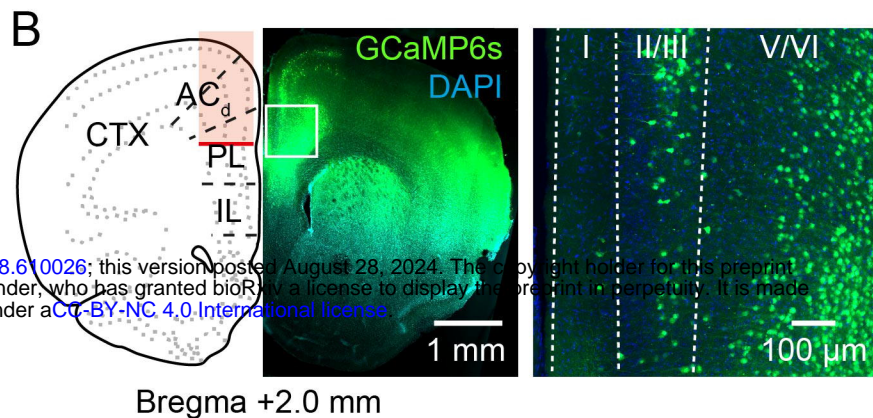 B
GCaMP6s
DAPI
I II/III V/VI
ACd
CTX
PL
IL
8.610026; this version posted August 28, 2024. The copyright holder for this preprint
nder, who has granted bioRxiv a license to display the preprint in perpetuity. It is made
nder aCC-BY-NC 4.0 International license.
1 mm
100 µm
Bregma +2.0 mm